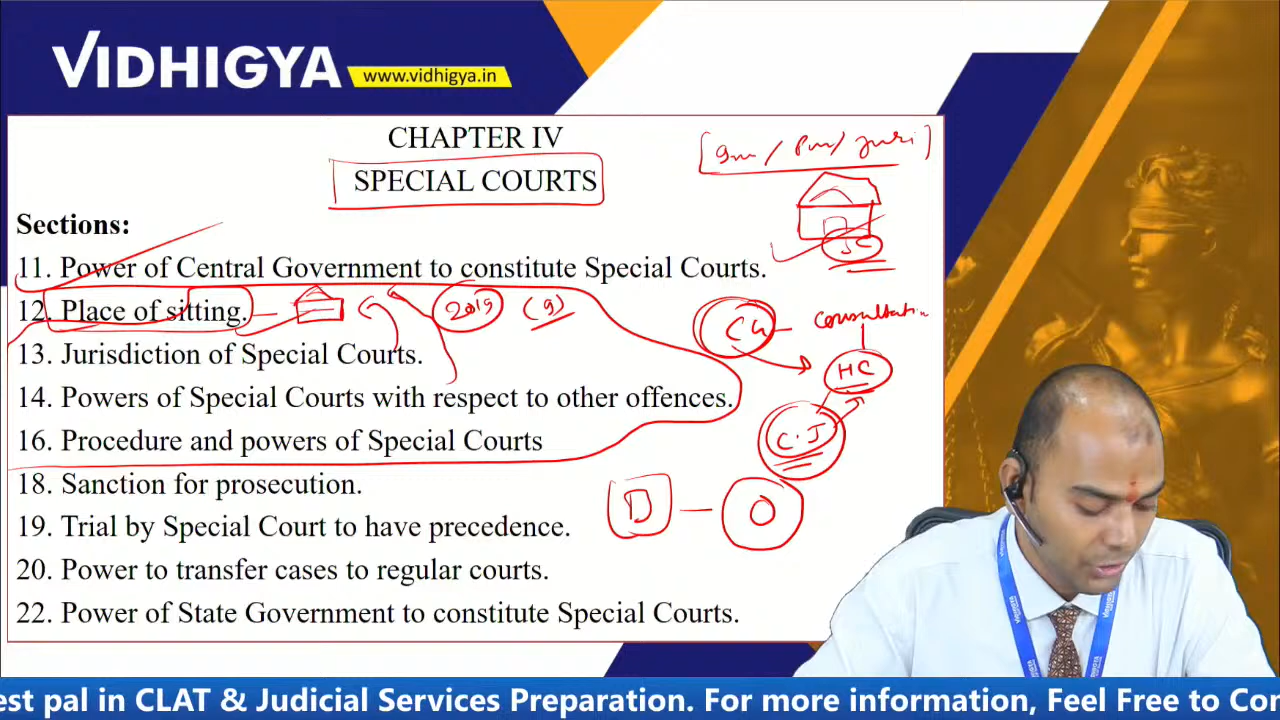 VIDHIGYA
www.vidhigya.in
CHAPTER IV
SPECIAL COURTS
Sections:
11. Power of Central Government to constitute Special Courts.
12. Place of sitting.
2019 (9)
13. Jurisdiction of Special Courts.
14. Powers of Special Courts with respect to other offences.
16. Procedure and powers of Special Courts
18. Sanction for prosecution.
19. Trial by Special Court to have precedence.
20. Power to transfer cases to regular courts.
22. Power of State Government to constitute Special Courts.
CG
HC
C.J
D - O
VIDHIGYA
est pal in CLAT & Judicial Services Preparation. For more information, Feel Free to Con